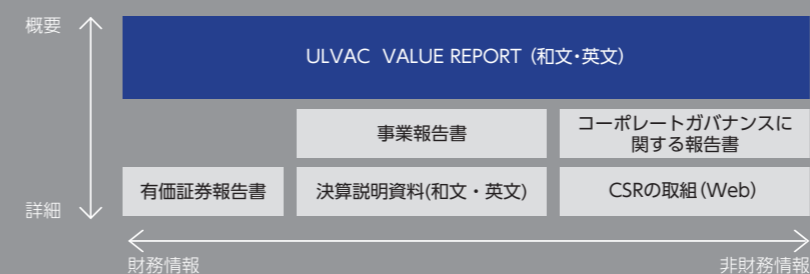 概要
ULVAC VALUE REPORT (和文・英文)
事業報告書
コーポレートガバナンスに
関する報告書
有価証券報告書
決算説明資料(和文・英文)
CSRの取組(Web)
詳細
財務情報
非財務情報